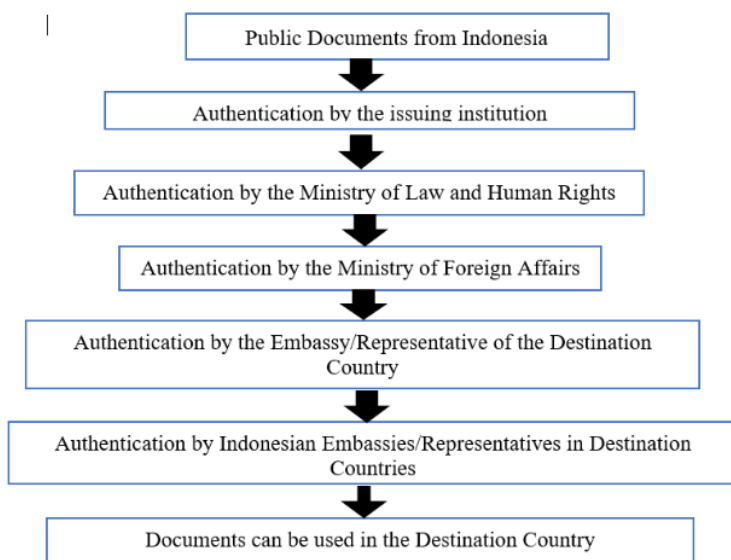 Public Documents from Indonesia
Authentication by the issuing institution
Authentication by the Ministry of Law and Human Rights
Authentication by the Ministry of Foreign Affairs
Authentication by the Embassy/Representative of the Destination
Country
Authentication by Indonesian Embassies/Representatives in Destination
Countries
Documents can be used in the Destination Country